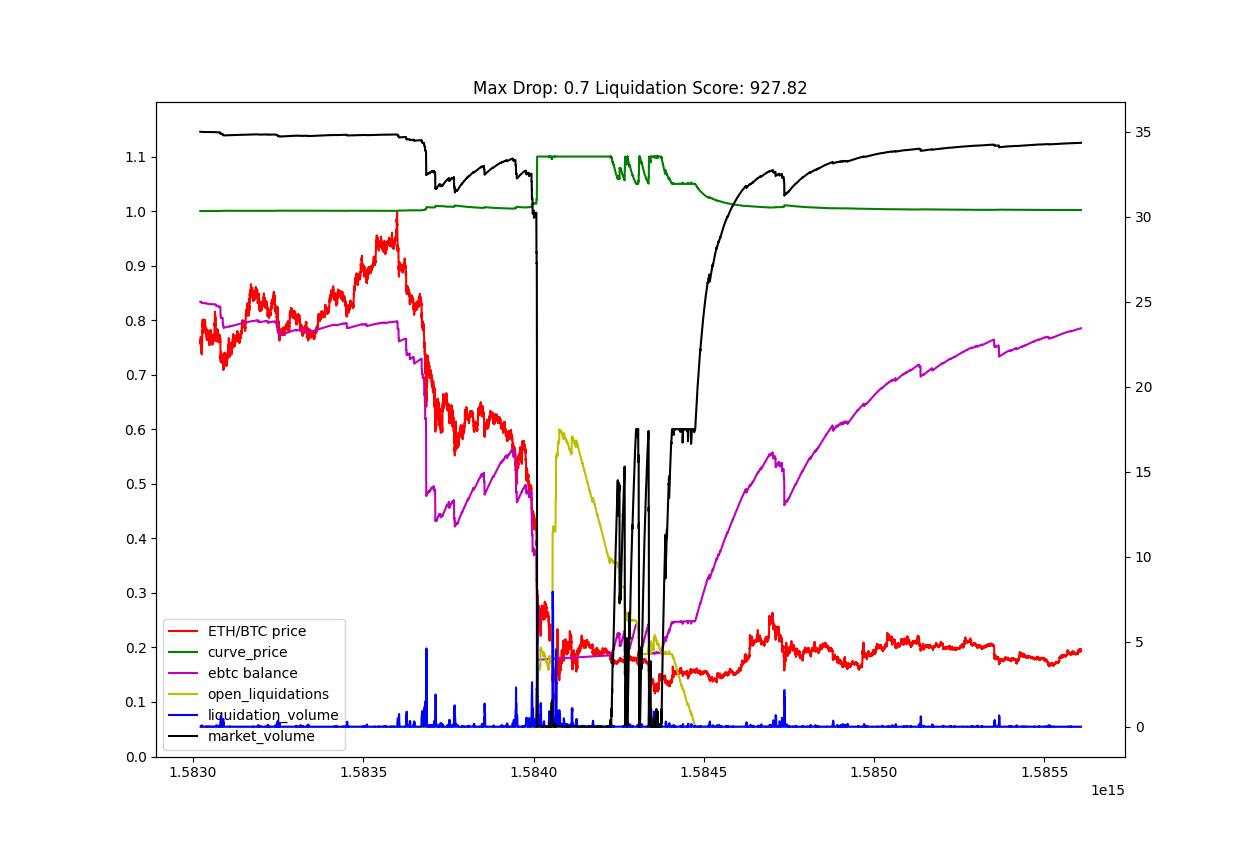 Max Drop: 0.7 Liquidation Score: 927.82
1.1
1.0
0.9
0.8
0.7
0.6
0.5
0.4
0.3
0.2
0.1
0.0
35
30
25
20
15
10
5
0
ETH/BTC price
curve_price
ebtc balance
open_liquidations
liquidation_volume
market_volume
1.5830 1.5835 1.5840 1.5845 1.5850 1.5855
1e15